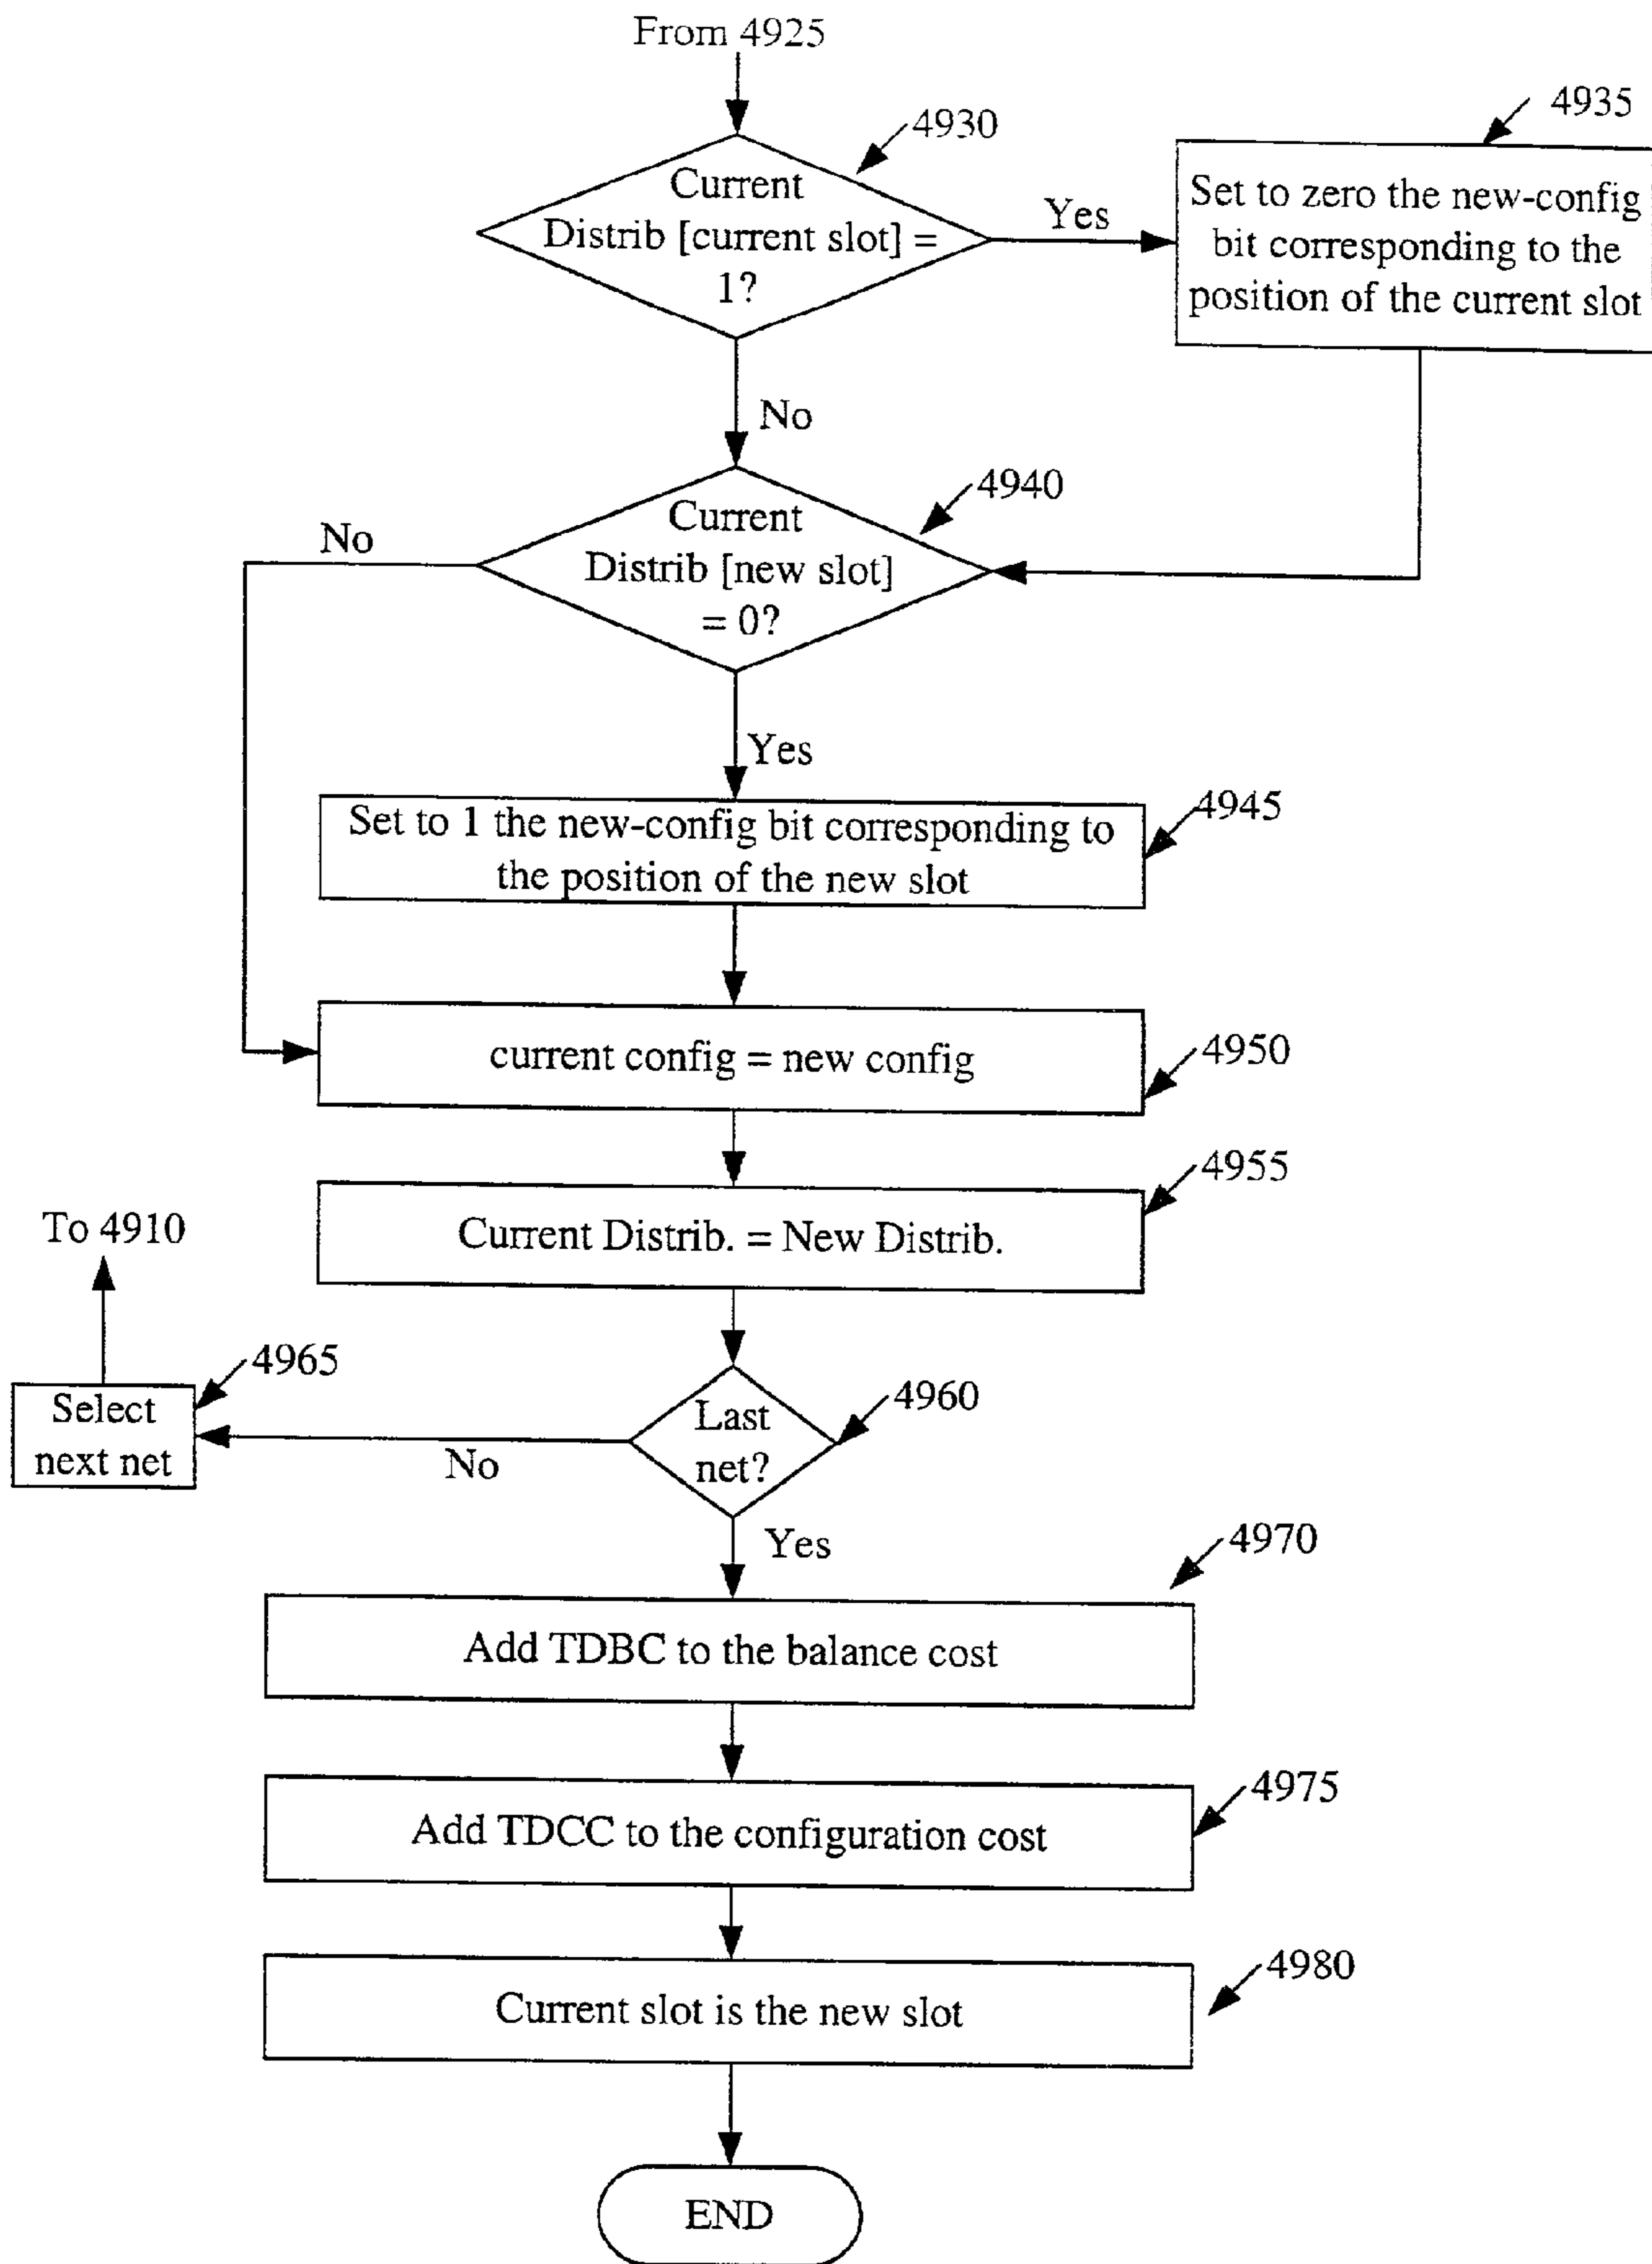 From 4925
4930
4935
Current
Distrib [current slot] =
1?
Yes
Set to zero the new-config
bit corresponding to the
position of the current slot
No
4940
Current
Distrib [new slot]
= 0?
No
Yes
4945
Set to 1 the new-config bit corresponding to
the position of the new slot
4950
current config = new config
4955
Current Distrib. = New Distrib.
To 4910
4965
Select
next net
4960
Last
net?
No
Yes
4970
Add TDBC to the balance cost
4975
Add TDCC to the configuration cost
4980
Current slot is the new slot
END